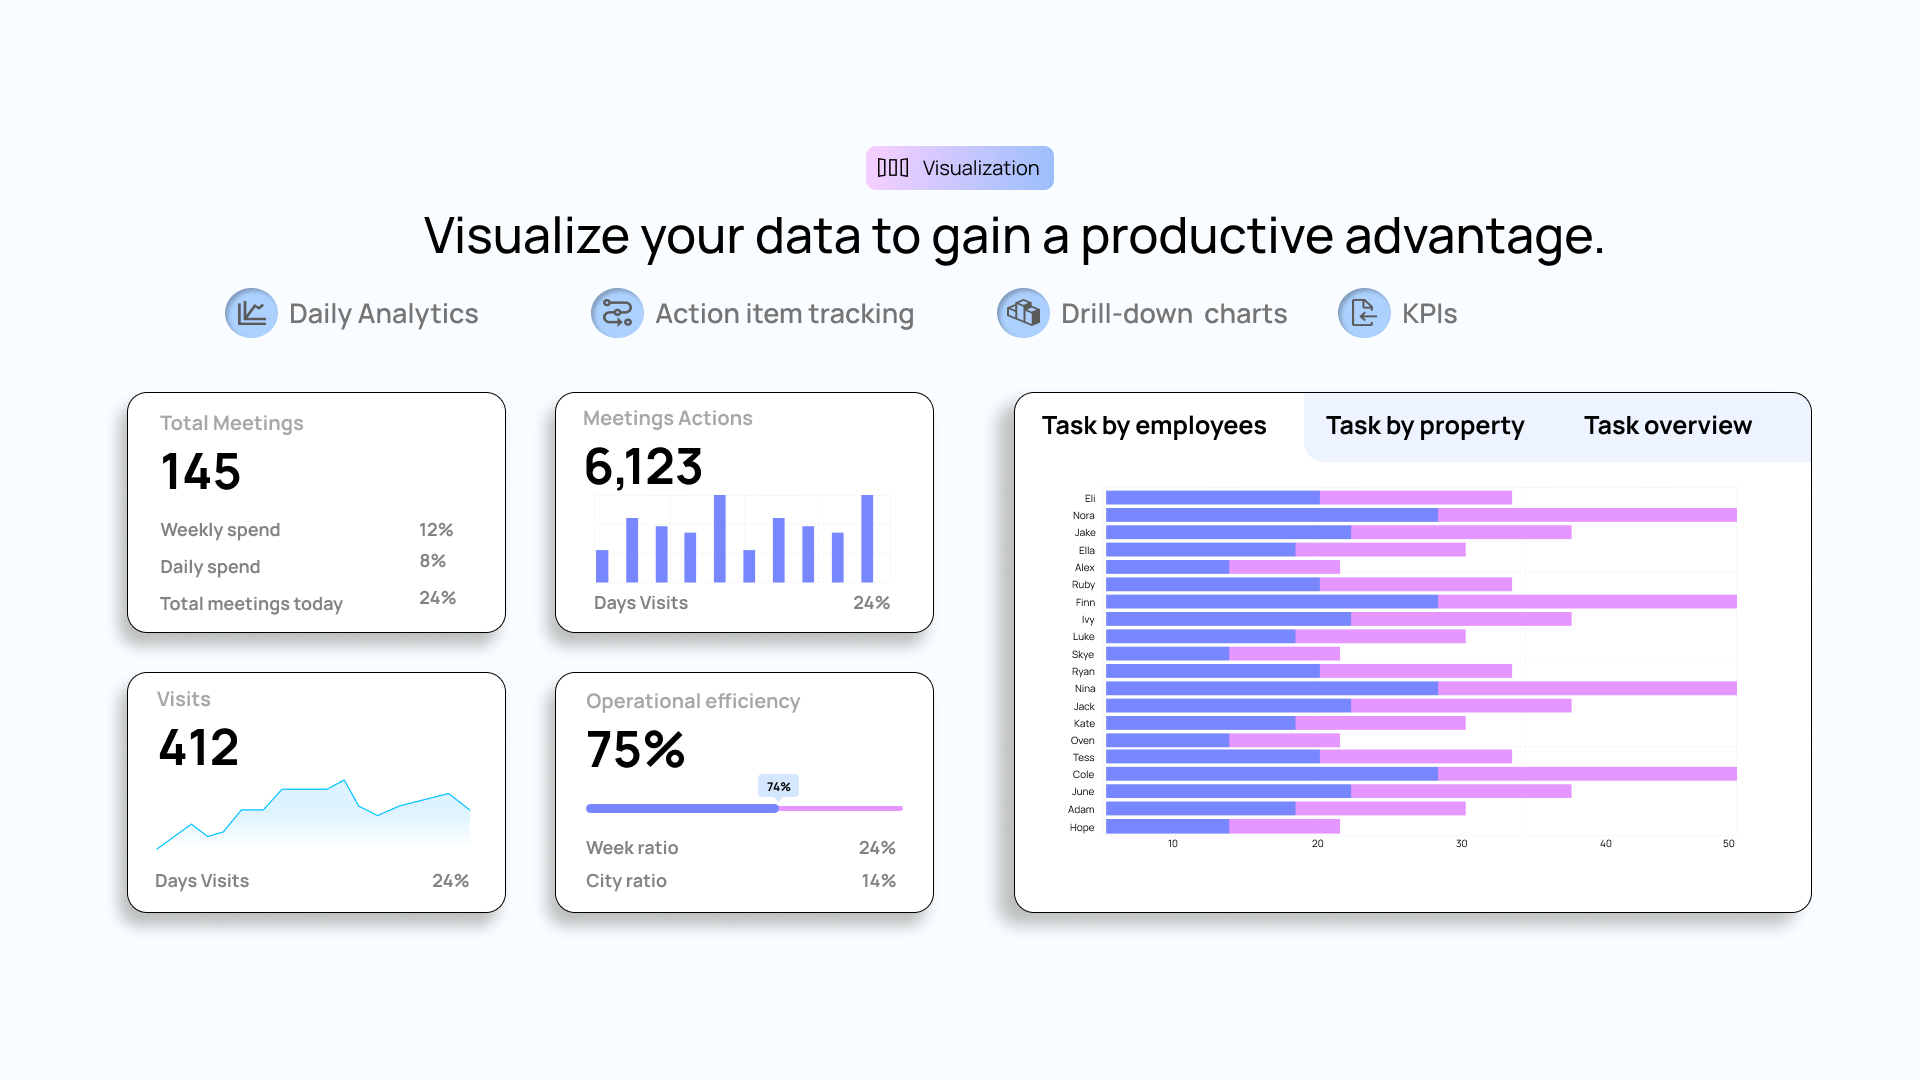 Visualization
Visualize your data to gain a productive advantage.
Daily Analytics
Action item tracking
Drill-down charts
KPIs
Total Meetings
145
Weekly spend 12%
Daily spend 8%
Total meetings today 24%
Meetings Actions
6,123
Days Visits 24%
Visits
412
Days Visits 24%
Operational efficiency
75%
74%
Week ratio 24%
City ratio 14%
Task by employees
Task by property
Task overview
Eli
Nora
Jake
Ella
Alex
Ruby
Finn
Ivy
Luke
Skye
Ryan
Nina
Jack
Kate
Oven
Tess
Cole
June
Adam
Hope
10 20 30 40 50